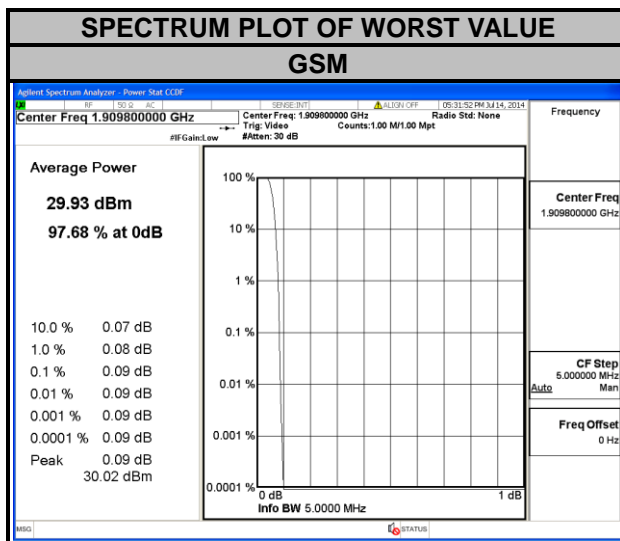 SPECTRUM PLOT OF WORST VALUE
GSM
Agilent Spectrum Analyzer - Power Stat CCDF
RF 50 Ω AC SENSE:INT ALIGN OFF 05:31:52 PM Jul 14, 2014
Center Freq 1.909800000 GHz
Center Freq: 1.909800000 GHz Radio Std: None
Trig: Video Counts:1.00 M/1.00 Mpt
#IFGain:Low #Atten: 30 dB
Frequency
Average Power
29.93 dBm
97.68 % at 0dB
10.0 % 0.07 dB
1.0 % 0.08 dB
0.1 % 0.09 dB
0.01 % 0.09 dB
0.001 % 0.09 dB
0.0001 % 0.09 dB
Peak 0.09 dB
30.02 dBm
100 %
10 %
1 %
0.1 %
0.01 %
0.001 %
0.0001 %
0 dB 1 dB
Info BW 5.0000 MHz
Center Freq
1.909800000 GHz
CF Step
5.000000 MHz
Auto Man
Freq Offset
0 Hz
MSG STATUS